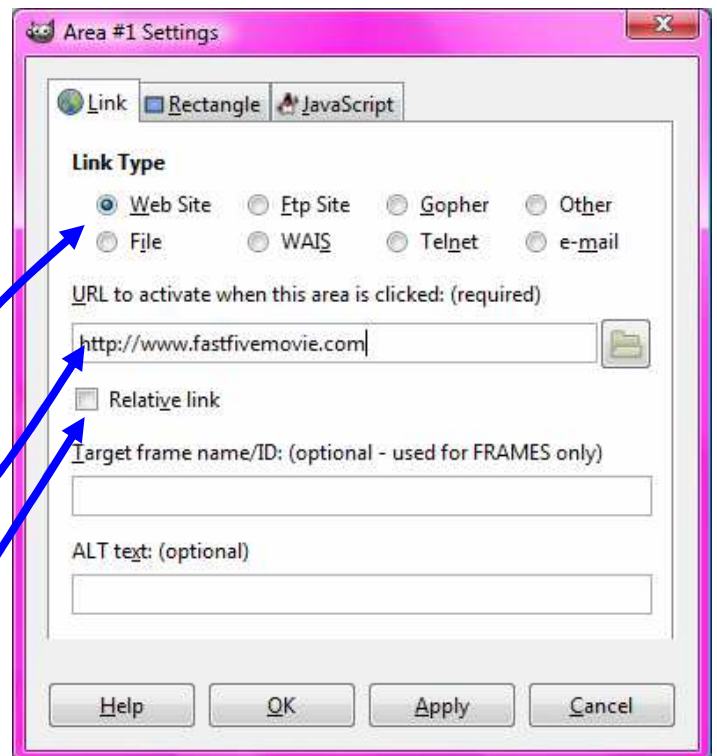 Area #1 Settings
Link Rectangle JavaScript
Link Type
Web Site Ftp Site Gopher Other
File WAIS Telnet e-mail
URL to activate when this area is clicked: (required)
http://www.fastfivemovie.com
Relative link
Target frame name/ID: (optional - used for FRAMES only)
ALT text: (optional)
Help OK Apply Cancel